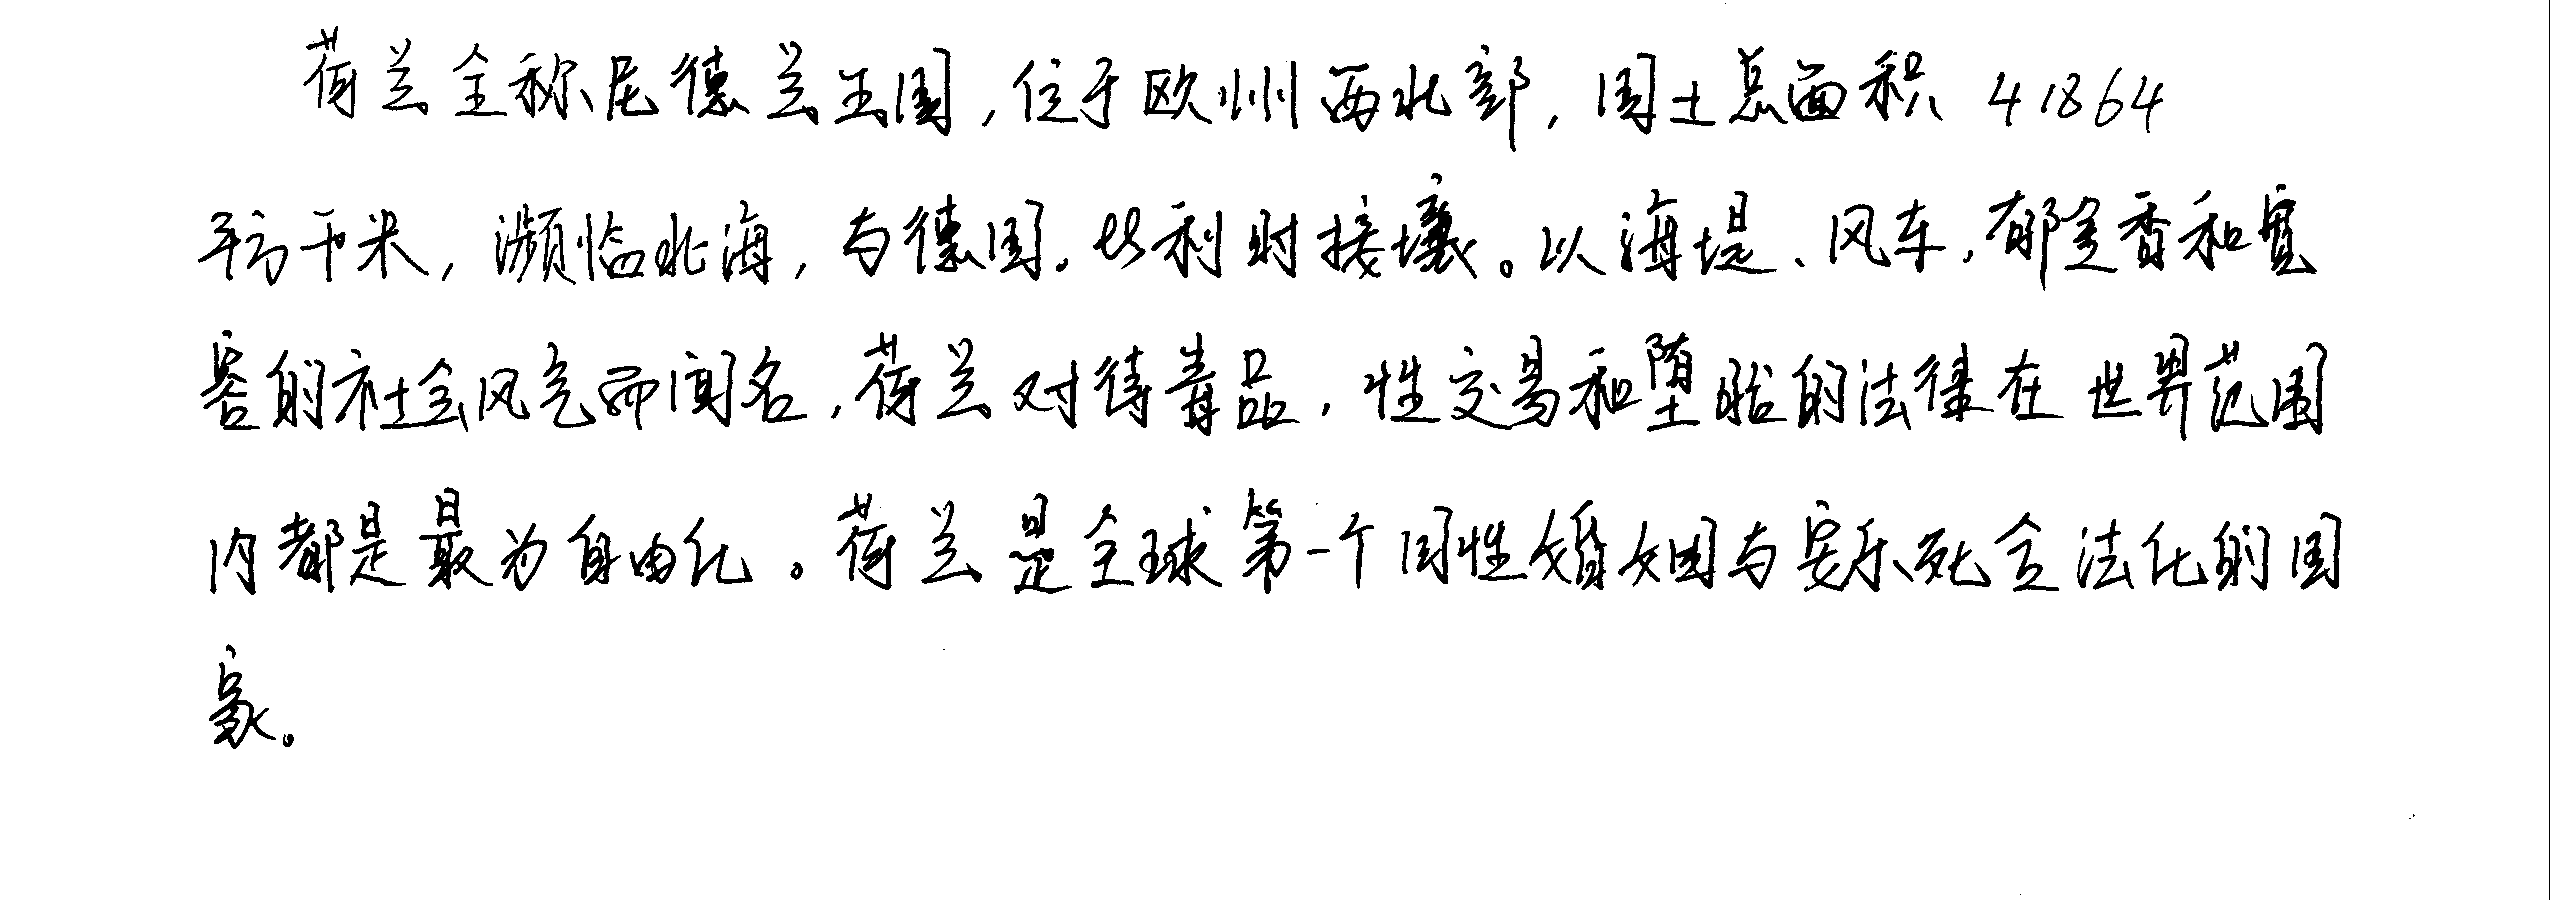 荷兰全称尼德兰王国,位于欧洲西北部,国土总面积41864
平方千米,濒临北海,与德国、比利时接壤。以海堤、风车,郁金香和宽
容的社会风气而闻名,荷兰对待毒品,性交易和堕胎的法律在世界范围
内都是最为自由化。荷兰是全球第一个同性婚姻与安乐死合法化的国
家。